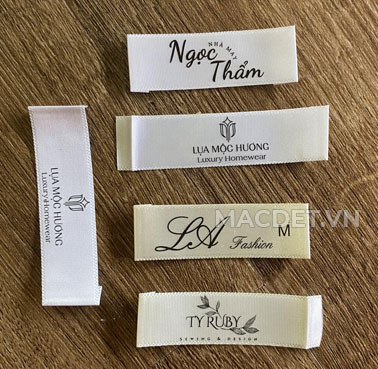 NHÀ MAY
Ngọc
Thẩm
LỤA MỘC HƯƠNG
Luxury Homewear
LỤA MỘC HƯƠNG
Luxury Homewear
MACDET.VN
LA Fashion M
TY RUBY
SEWING & DESIGN